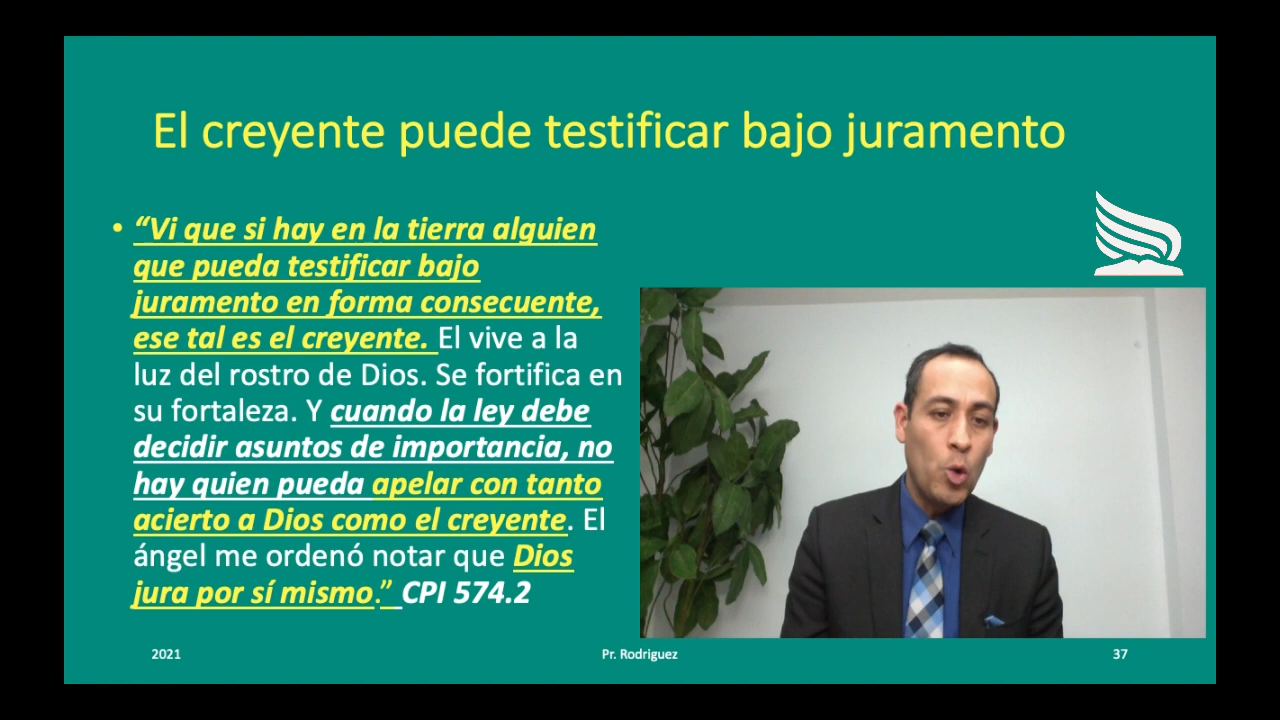 El creyente puede testificar bajo juramento
• “Vi que si hay en la tierra alguien
que pueda testificar bajo
juramento en forma consecuente,
ese tal es el creyente. El vive a la
luz del rostro de Dios. Se fortifica en
su fortaleza. Y cuando la ley debe
decidir asuntos de importancia, no
hay quien pueda apelar con tanto
acierto a Dios como el creyente. El
ángel me ordenó notar que Dios
jura por sí mismo.” CPI 574.2
2021
Pr. Rodriguez
37